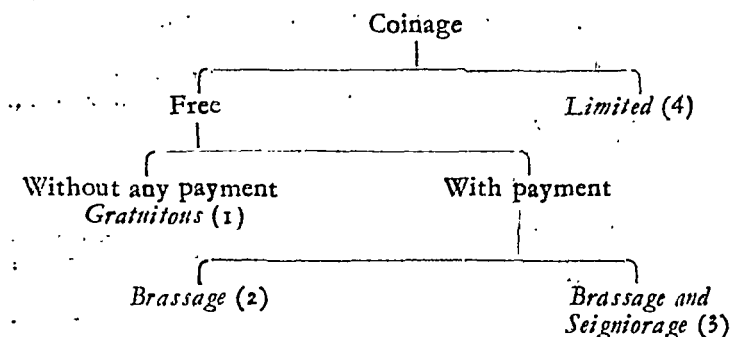 Coinage
Free
Limited (4)
Without any payment
Gratuitous (1)
With payment
Brassage (2)
Brassage and
Seigniorage (3)